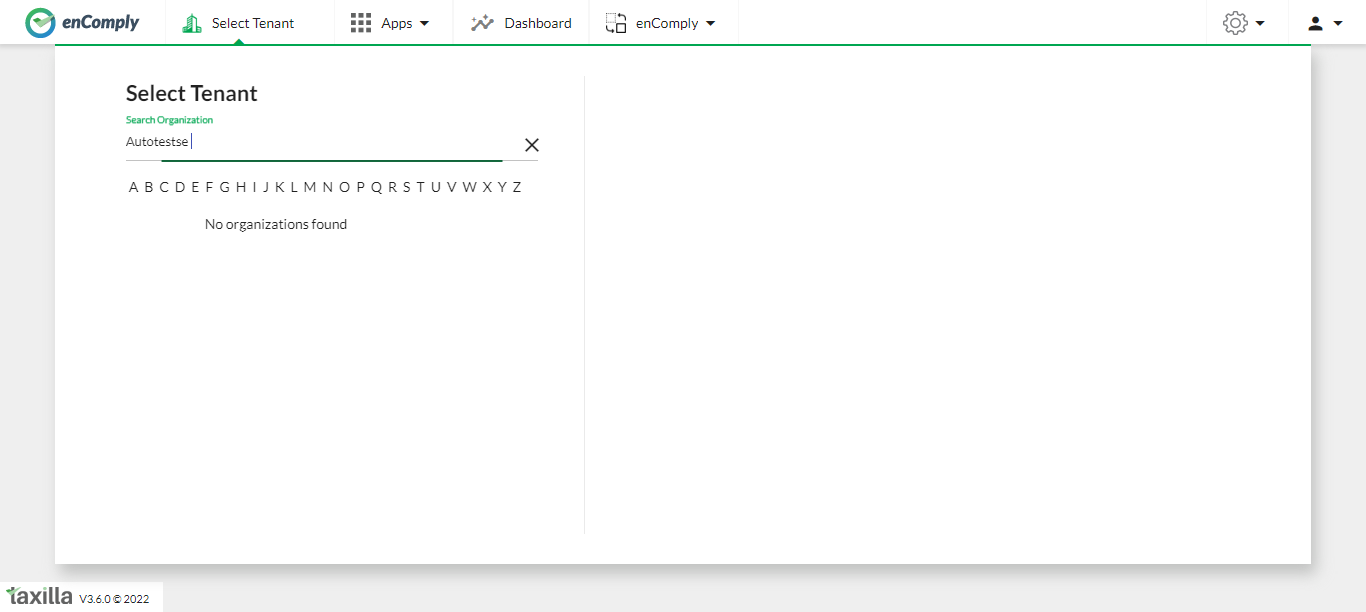 enComply Select Tenant Apps Dashboard enComply
Select Tenant
Search Organization
Autotestse
A B C D E F G H I J K L M N O P Q R S T U V W X Y Z
No organizations found
taxilla V3.6.0 © 2022